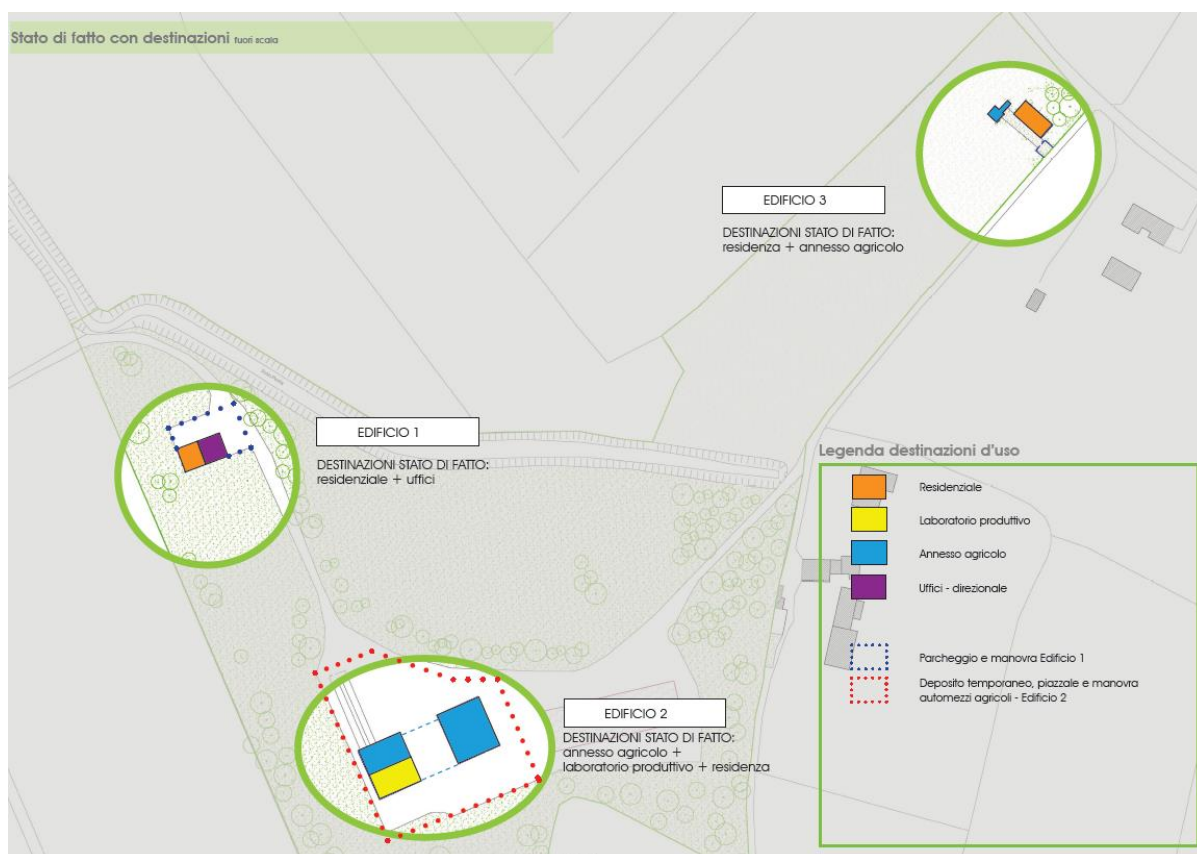 Stato di fatto con destinazioni fuori scala
EDIFICIO 3
DESTINAZIONI STATO DI FATTO:
residenza + annesso agricolo
EDIFICIO 1
DESTINAZIONI STATO DI FATTO:
residenziale + uffici
Legenda destinazioni d'uso
Residenziale
Laboratorio produttivo
Annesso agricolo
Uffici - direzionale
Parcheggio e manovra Edificio 1
Deposito temporaneo, piazzale e manovra
automezzi agricoli - Edificio 2
EDIFICIO 2
DESTINAZIONI STATO DI FATTO:
annesso agricolo +
laboratorio produttivo + residenza